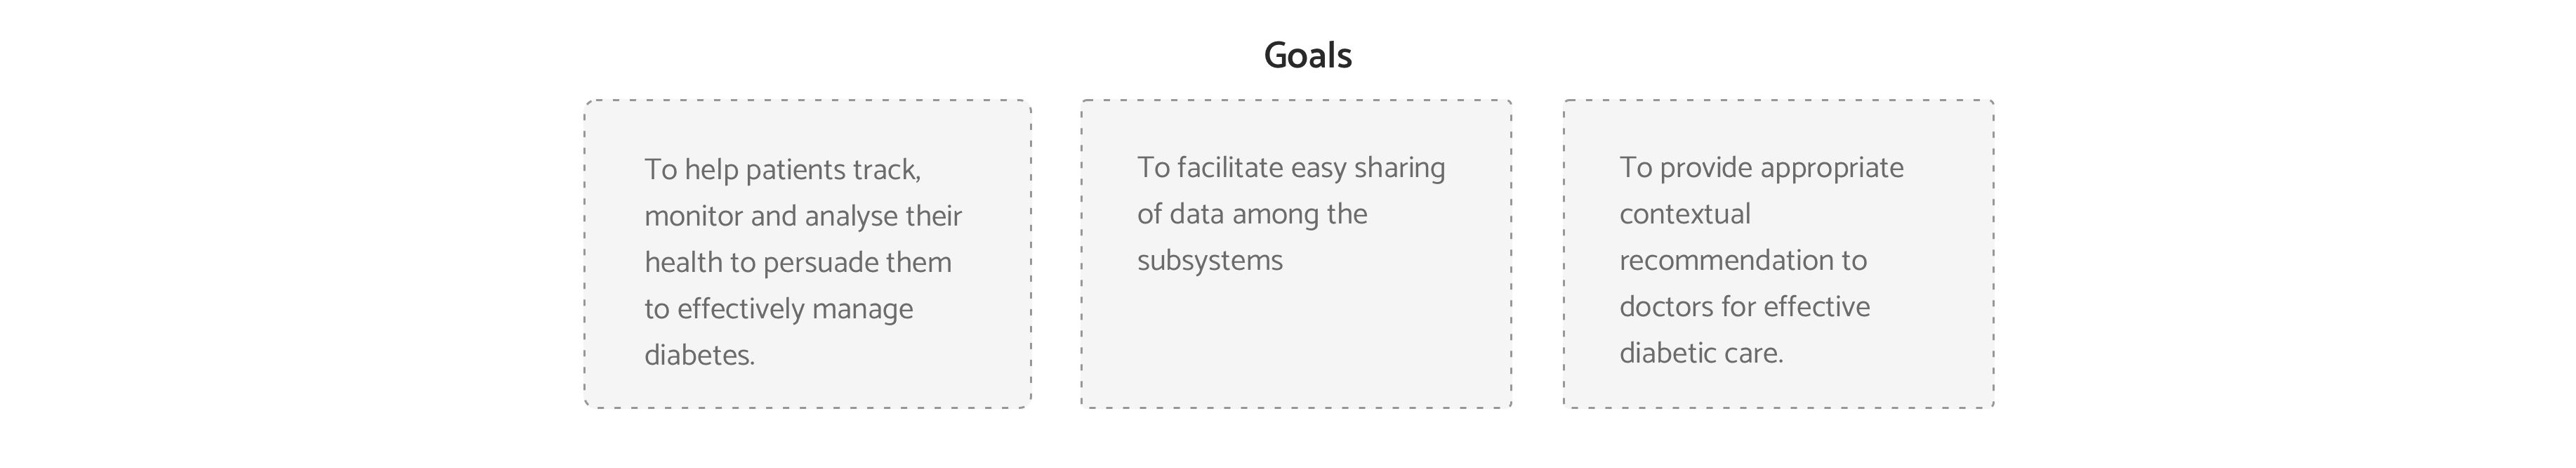 Goals
To help patients track,
monitor and analyse their
health to persuade them
to effectively manage
diabetes.
To facilitate easy sharing
of data among the
subsystems
To provide appropriate
contextual
recommendation to
doctors for effective
diabetic care.